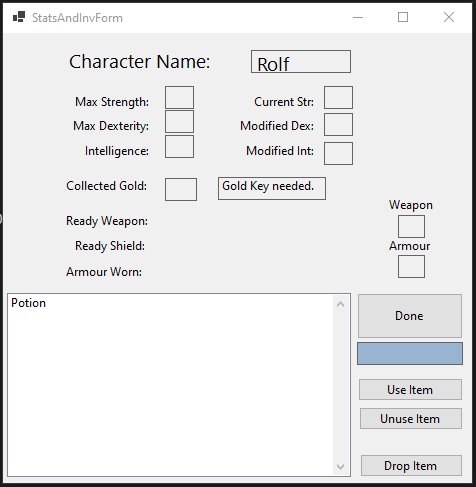 StatsAndInvForm
Character Name: Rolf
Max Strength: Current Str:
Max Dexterity: Modified Dex:
Intelligence: Modified Int:
Collected Gold: Gold Key needed.
Weapon
Ready Weapon:
Ready Shield: Armour
Armour Worn:
Potion
Done
Use Item
Unuse Item
Drop Item